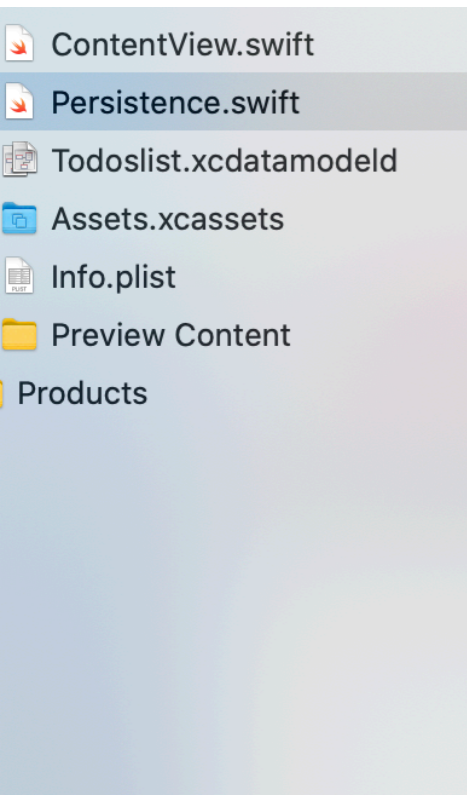 ContentView.swift
Persistence.swift
Todoslist.xcdatamodeld
Assets.xcassets
Info.plist
Preview Content
Products